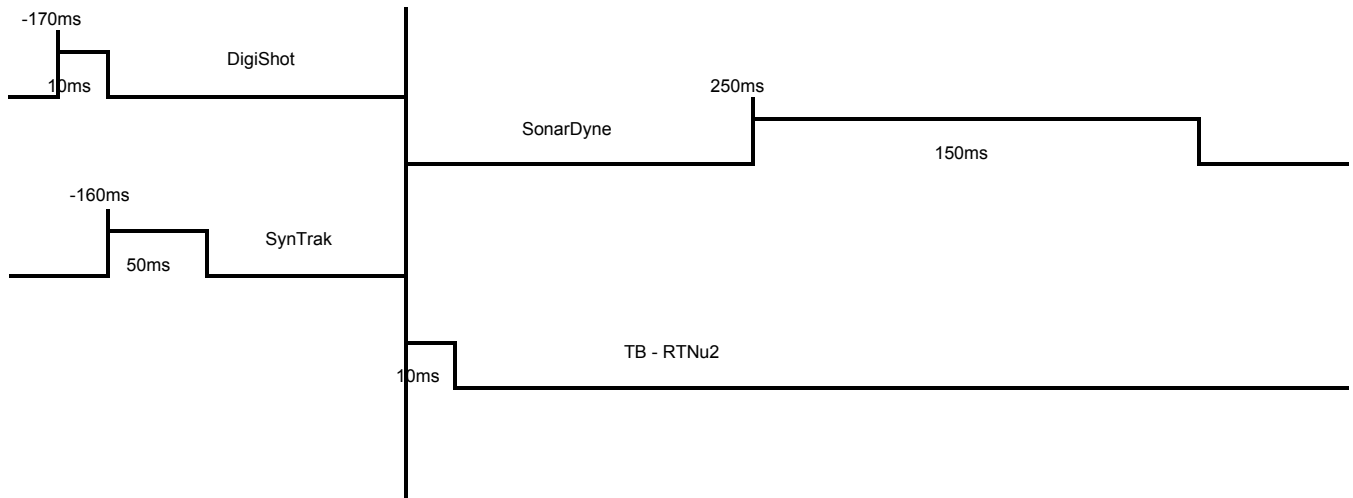 -170ms
DigiShot
10ms
250ms
SonarDyne
150ms
-160ms
SynTrak
50ms
TB - RTNu2
10ms